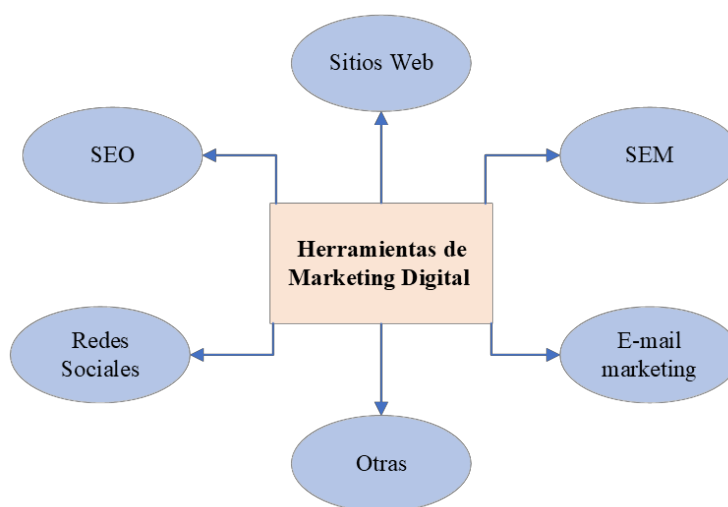 Sitios Web
SEO
SEM
Herramientas de
Marketing Digital
Redes
Sociales
E-mail
marketing
Otras